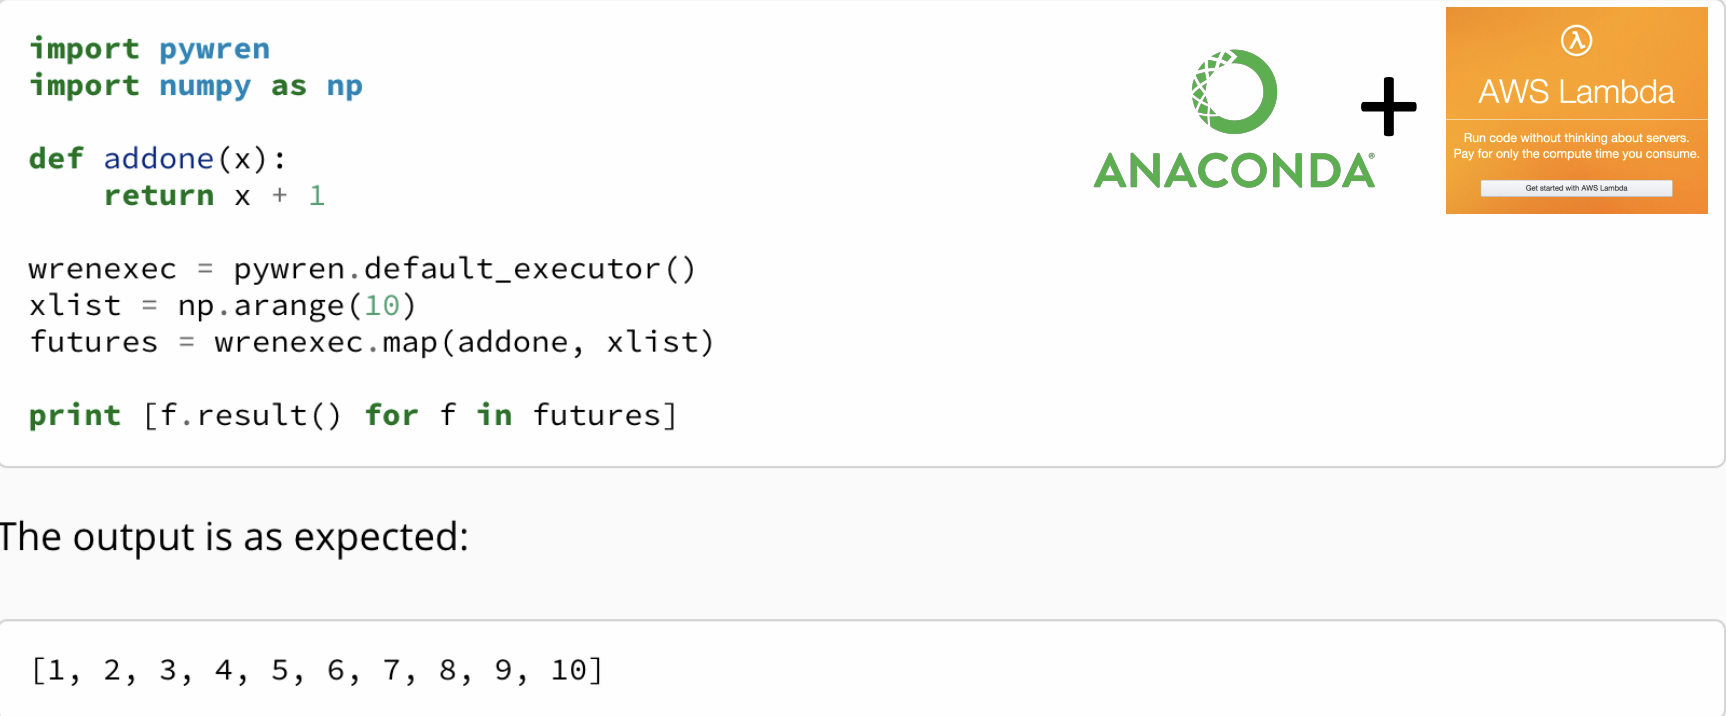 import pywren
import numpy as np
def addone(x):
    return x + 1
wrenexec = pywren.default_executor()
xlist = np.arange(10)
futures = wrenexec.map(addone, xlist)
print [f.result() for f in futures]
ANACONDA®
+
λ
AWS Lambda
Run code without thinking about servers.
Pay for only the compute time you consume.
Get started with AWS Lambda
The output is as expected:
[1, 2, 3, 4, 5, 6, 7, 8, 9, 10]